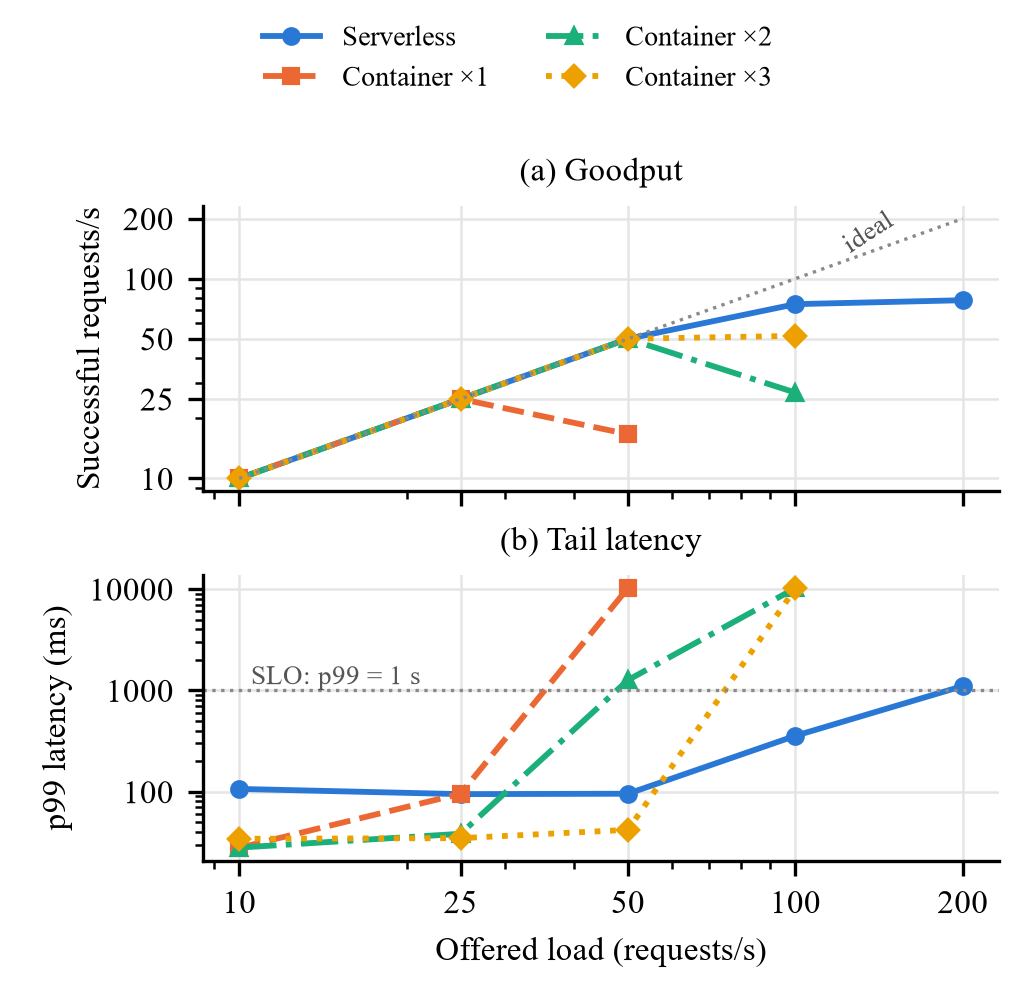 Serverless
Container ×1
Container ×2
Container ×3
(a) Goodput
Successful requests/s
200
100
50
25
10
ideal
(b) Tail latency
p99 latency (ms)
10000
1000
100
SLO: p99 = 1 s
10 25 50 100 200
Offered load (requests/s)